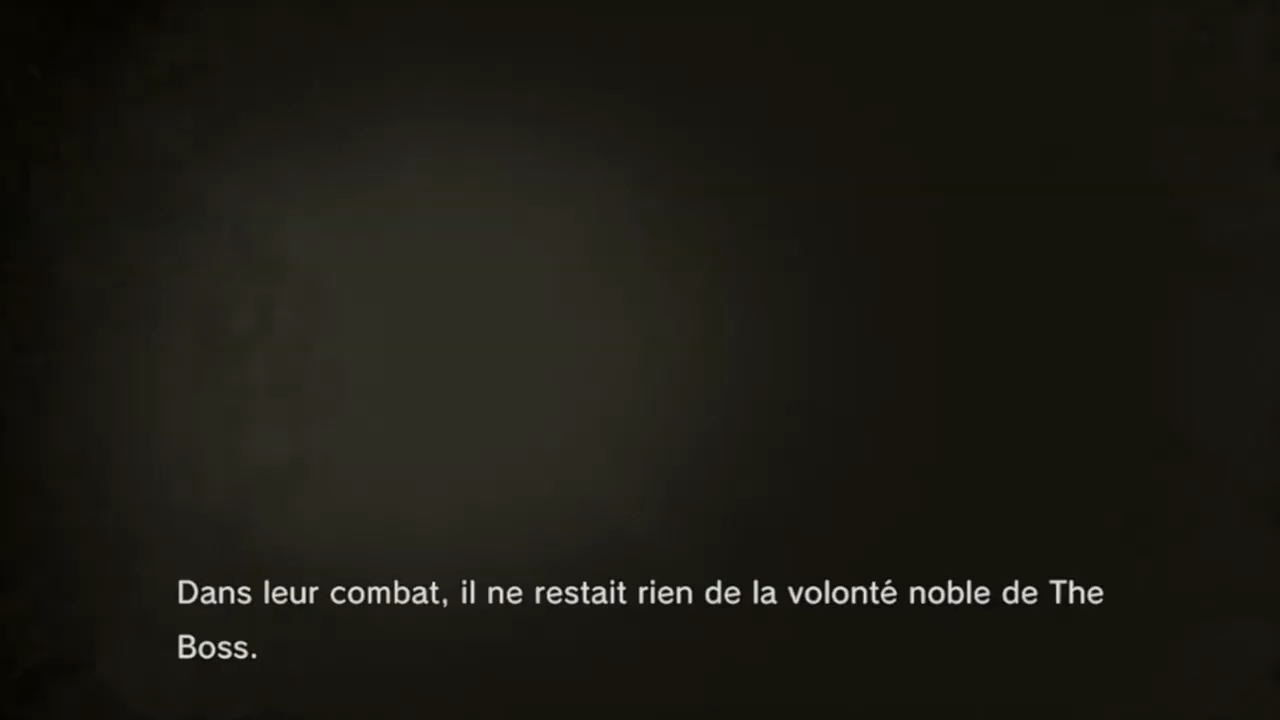 Dans leur combat, il ne restait rien de la volonté noble de The
Boss.